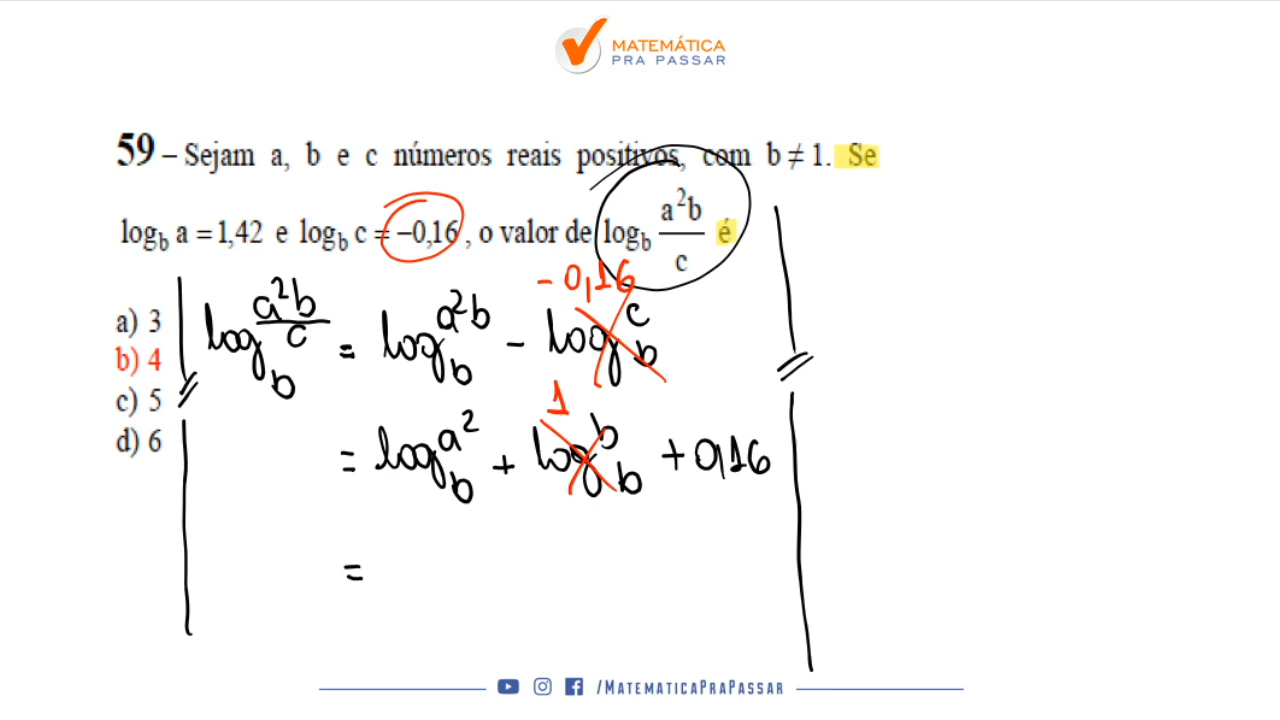 MATEMÁTICA
PRA PASSAR
59 – Sejam a, b e c números reais positivos, com b ≠ 1. Se
log_b a = 1,42 e log_b c = −0,16, o valor de log_b a²b/c é
a) 3
b) 4
c) 5
d) 6
-0,16
log_b a²b/c = log_b a²b - log_b c
1
= log_b a² + log_b b + 0,16
=
/MATEMATICAPRAPASSAR